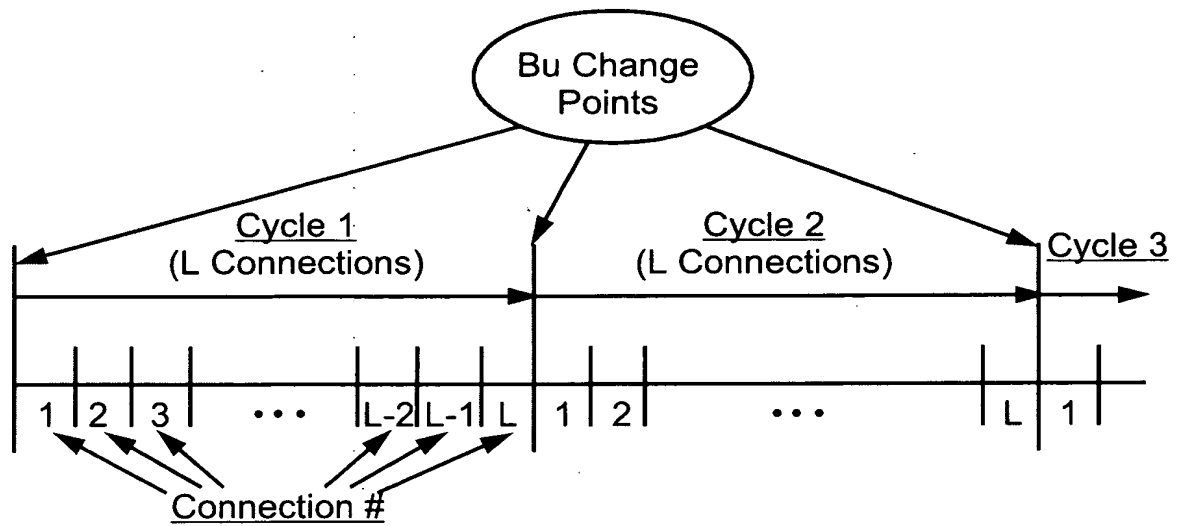 Bu Change
Points
Cycle 1
(L Connections)
Cycle 2
(L Connections)
Cycle 3
1 2 3 ••• L-2 L-1 L 1 2 ••• L 1
Connection #